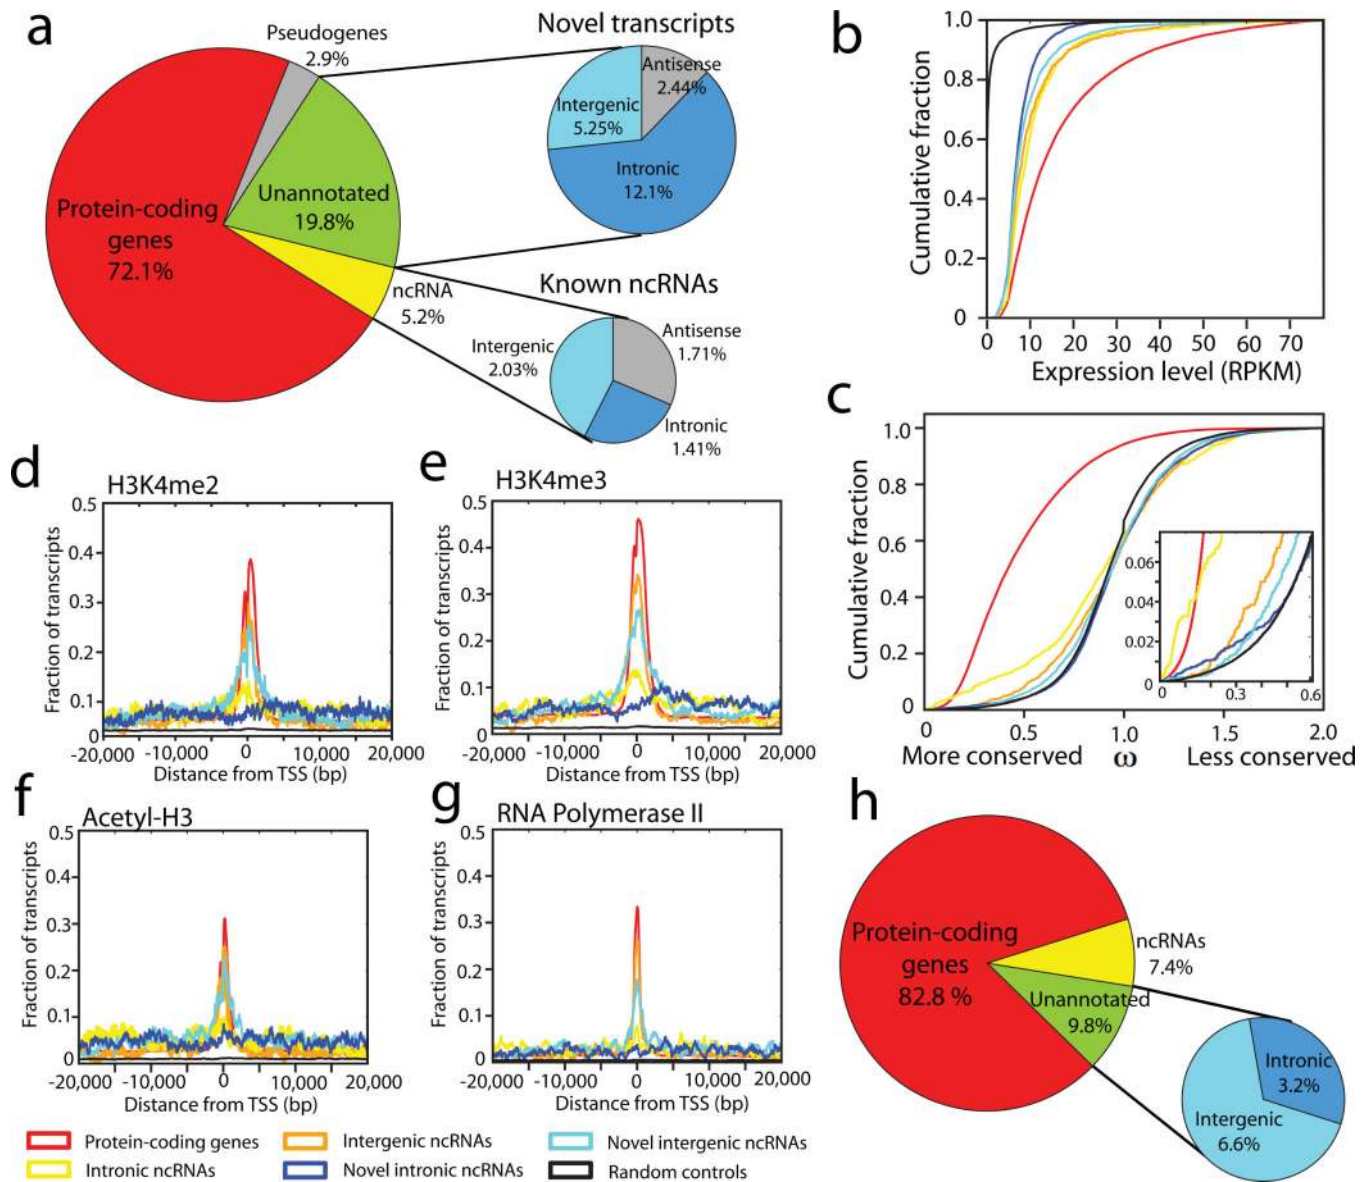 a
Pseudogenes
2.9%
Protein-coding
genes
72.1%
Unannotated
19.8%
ncRNA
5.2%
Novel transcripts
Antisense
2.44%
Intergenic
5.25%
Intronic
12.1%
Known ncRNAs
Antisense
1.71%
Intergenic
2.03%
Intronic
1.41%
b
Cumulative fraction
1.0
0.8
0.6
0.4
0.2
0
0 10 20 30 40 50 60 70
Expression level (RPKM)
c
Cumulative fraction
1.0
0.8
0.6
0.4
0.2
0
0 0.5 1.0 1.5 2.0
More conserved ω Less conserved
0.06
0.04
0.02
0
0 0.3 0.6
d
H3K4me2
Fraction of transcripts
0.5
0.4
0.3
0.2
0.1
0
-20,000 -10,000 0 10,000 20,000
Distance from TSS (bp)
e
H3K4me3
Fraction of transcripts
0.5
0.4
0.3
0.2
0.1
0
-20,000 -10,000 0 10,000 20,000
Distance from TSS (bp)
f
Acetyl-H3
Fraction of transcripts
0.5
0.4
0.3
0.2
0.1
0
-20,000 -10,000 0 10,000 20,000
Distance from TSS (bp)
g
RNA Polymerase II
Fraction of transcripts
0.5
0.4
0.3
0.2
0.1
0
-20,000 -10,000 0 10,000 20,000
Distance from TSS (bp)
h
Protein-coding
genes
82.8 %
ncRNAs
7.4%
Unannotated
9.8%
Intronic
3.2%
Intergenic
6.6%
Protein-coding genes
Intergenic ncRNAs
Novel intergenic ncRNAs
Intronic ncRNAs
Novel intronic ncRNAs
Random controls